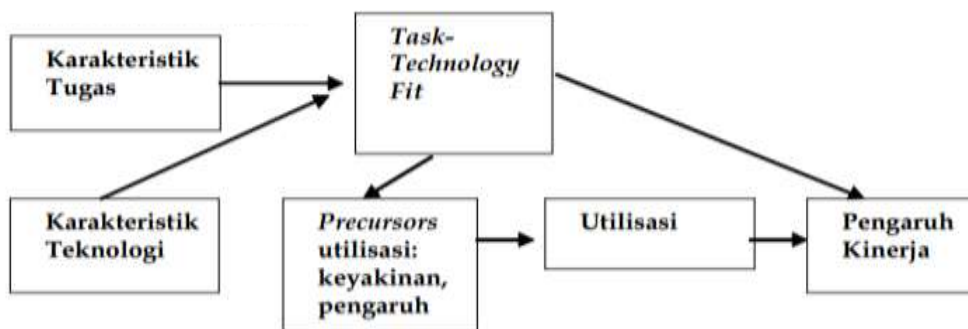 Karakteristik
Tugas
Task-
Technology
Fit
Karakteristik
Teknologi
Precursors
utilisasi:
keyakinan,
pengaruh
Utilisasi
Pengaruh
Kinerja